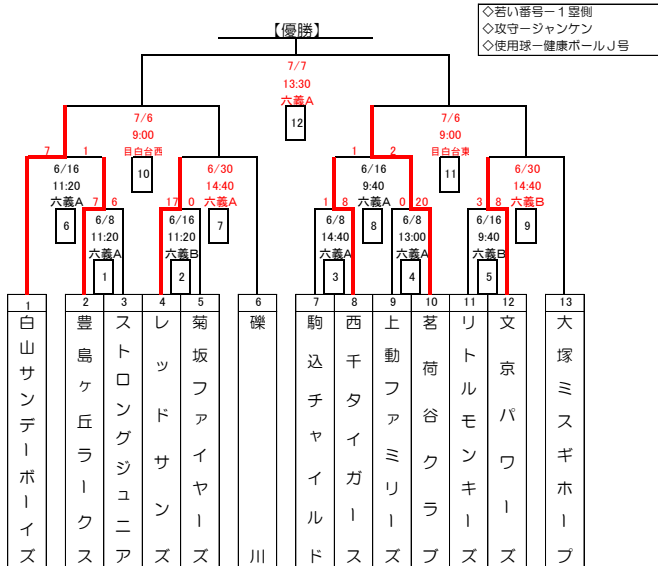 【優勝】
◇若い番号－１塁側
◇攻守－ジャンケン
◇使用球－健康ボールＪ号
7/7
13:30
六義A
12
7/6
9:00
目白台西
10
7/6
9:00
目白台東
11
7 1
6/16
11:20
六義A
6
6/30
14:40
六義A
7
1 2
6/16
9:40
六義A
8
6/30
14:40
六義B
9
7 6
6/8
11:20
六義A
1
17 0
6/16
11:20
六義B
2
1 8
6/8
14:40
六義A
3
0 20
6/8
13:00
六義A
4
3 8
6/16
9:40
六義B
5
1 白山サンデーボーイズ
2 豊島ヶ丘ラークス
3 ストロングジュニア
4 レッドサンズ
5 菊坂ファイヤーズ
6 礫川
7 駒込チャイルド
8 西千タイガース
9 上動ファミリーズ
10 茗荷谷クラブ
11 リトルモンキーズ
12 文京パワーズ
13 大塚ミスギホープ